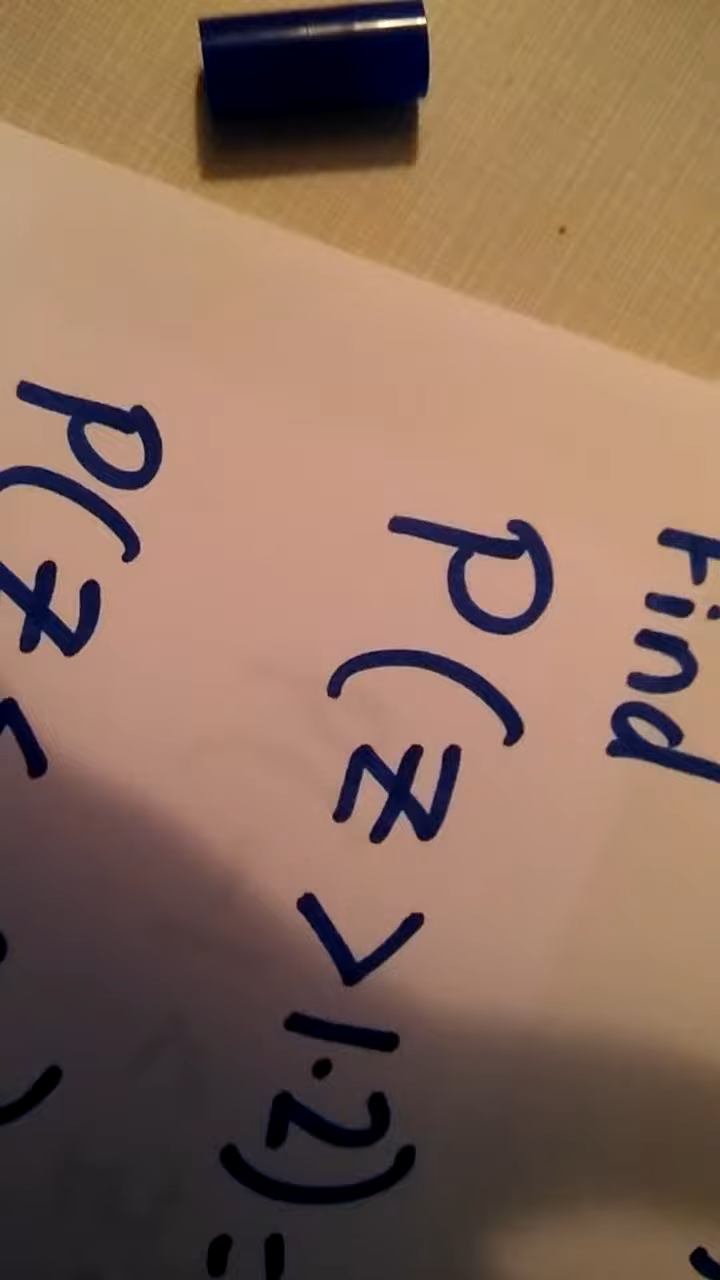 Find
P(Z > 1.2) =
P(Z <